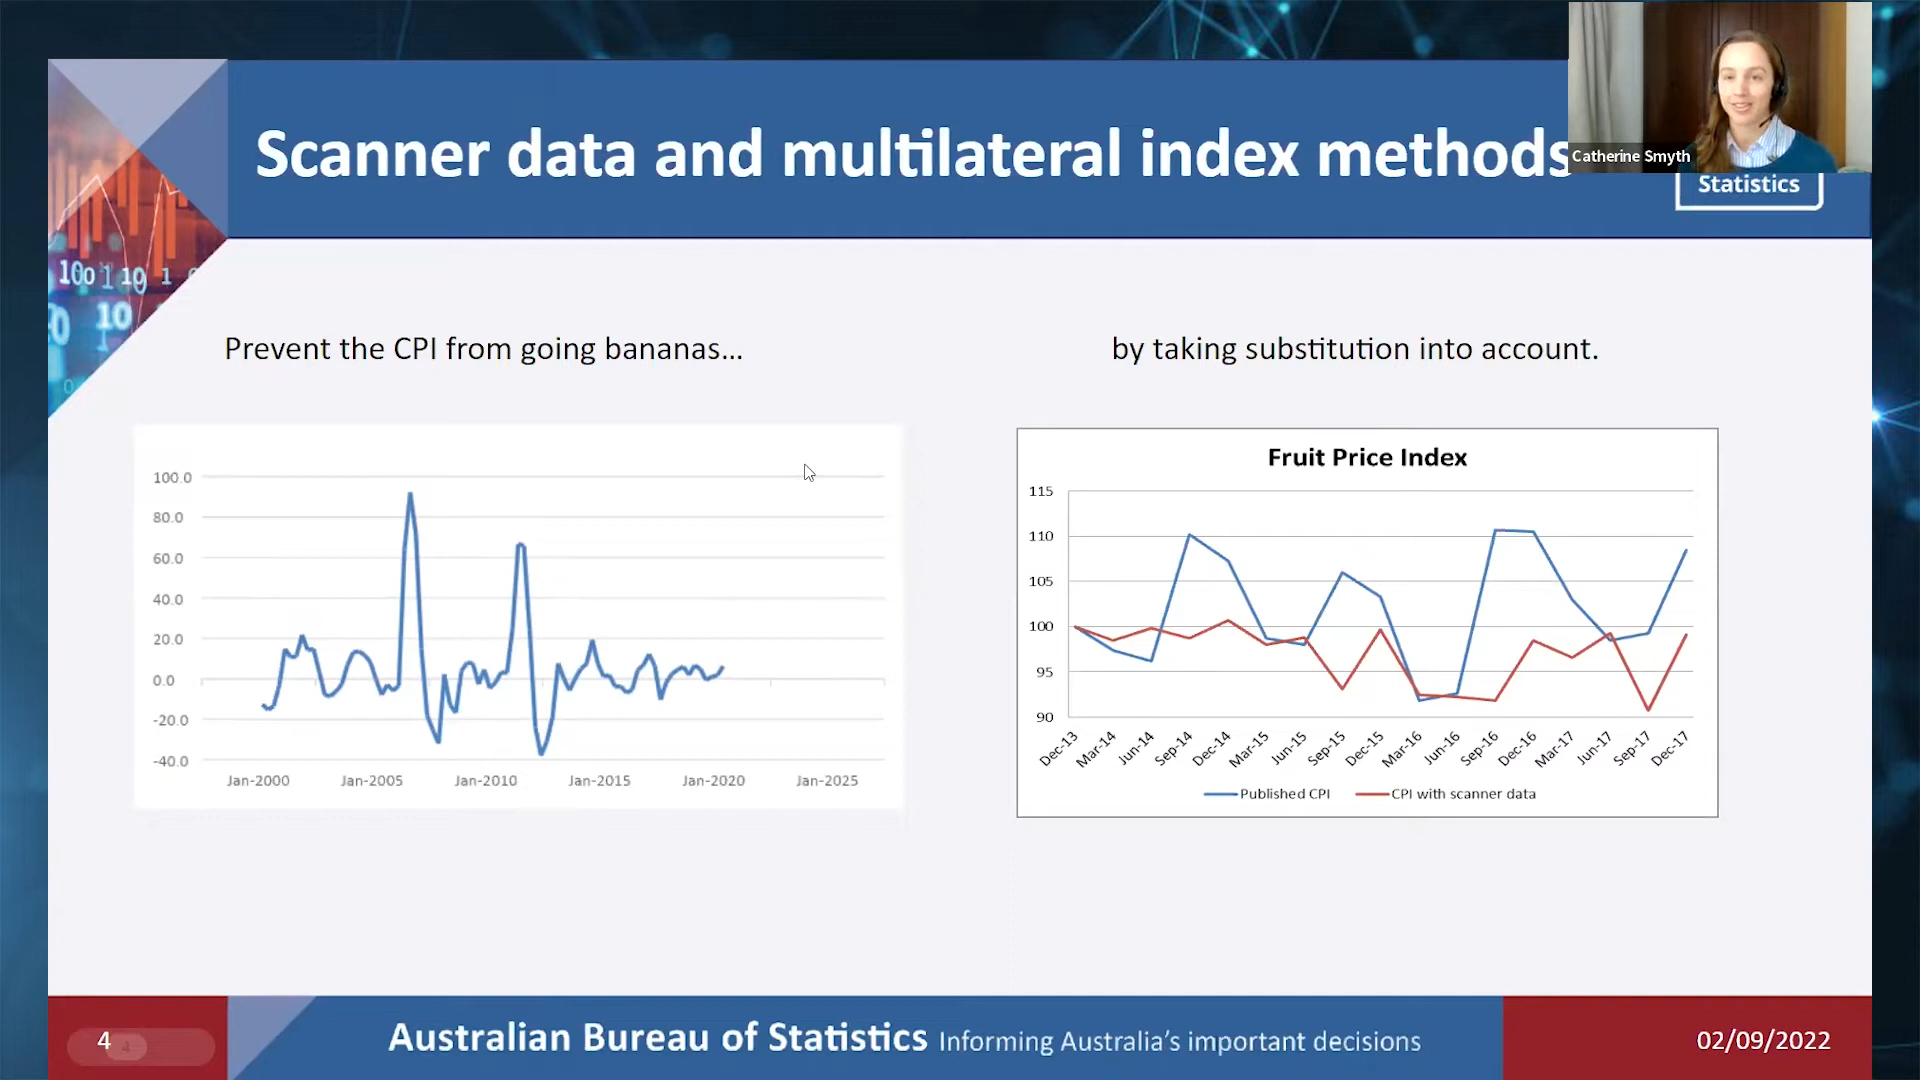 Catherine Smyth
Scanner data and multilateral index methods
Statistics
100 110 1
10
0
Prevent the CPI from going bananas...
by taking substitution into account.
100.0
80.0
60.0
40.0
20.0
0.0
-20.0
-40.0
Jan-2000 Jan-2005 Jan-2010 Jan-2015 Jan-2020 Jan-2025
Fruit Price Index
115
110
105
100
95
90
Dec-13 Mar-14 Jun-14 Sep-14 Dec-14 Mar-15 Jun-15 Sep-15 Dec-15 Mar-16 Jun-16 Sep-16 Dec-16 Mar-17 Jun-17 Sep-17 Dec-17
Published CPI CPI with scanner data
4 4
Australian Bureau of Statistics Informing Australia's important decisions
02/09/2022